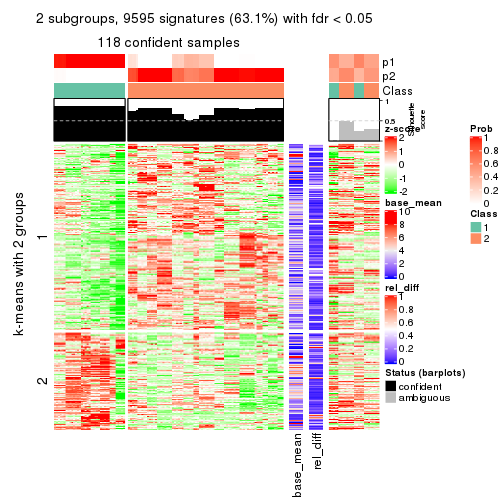 2 subgroups, 9595 signatures (63.1%) with fdr < 0.05
118 confident samples
p1
p2
Class
1
0.5
0
Silhouette
score
k-means with 2 groups
1
2
base_mean
rel_diff
z-score
2
1
0
-1
-2
base_mean
10
8
6
4
2
0
rel_diff
1
0.8
0.6
0.4
0.2
0
Status (barplots)
confident
ambiguous
Prob
1
0.8
0.6
0.4
0.2
0
Class
1
2